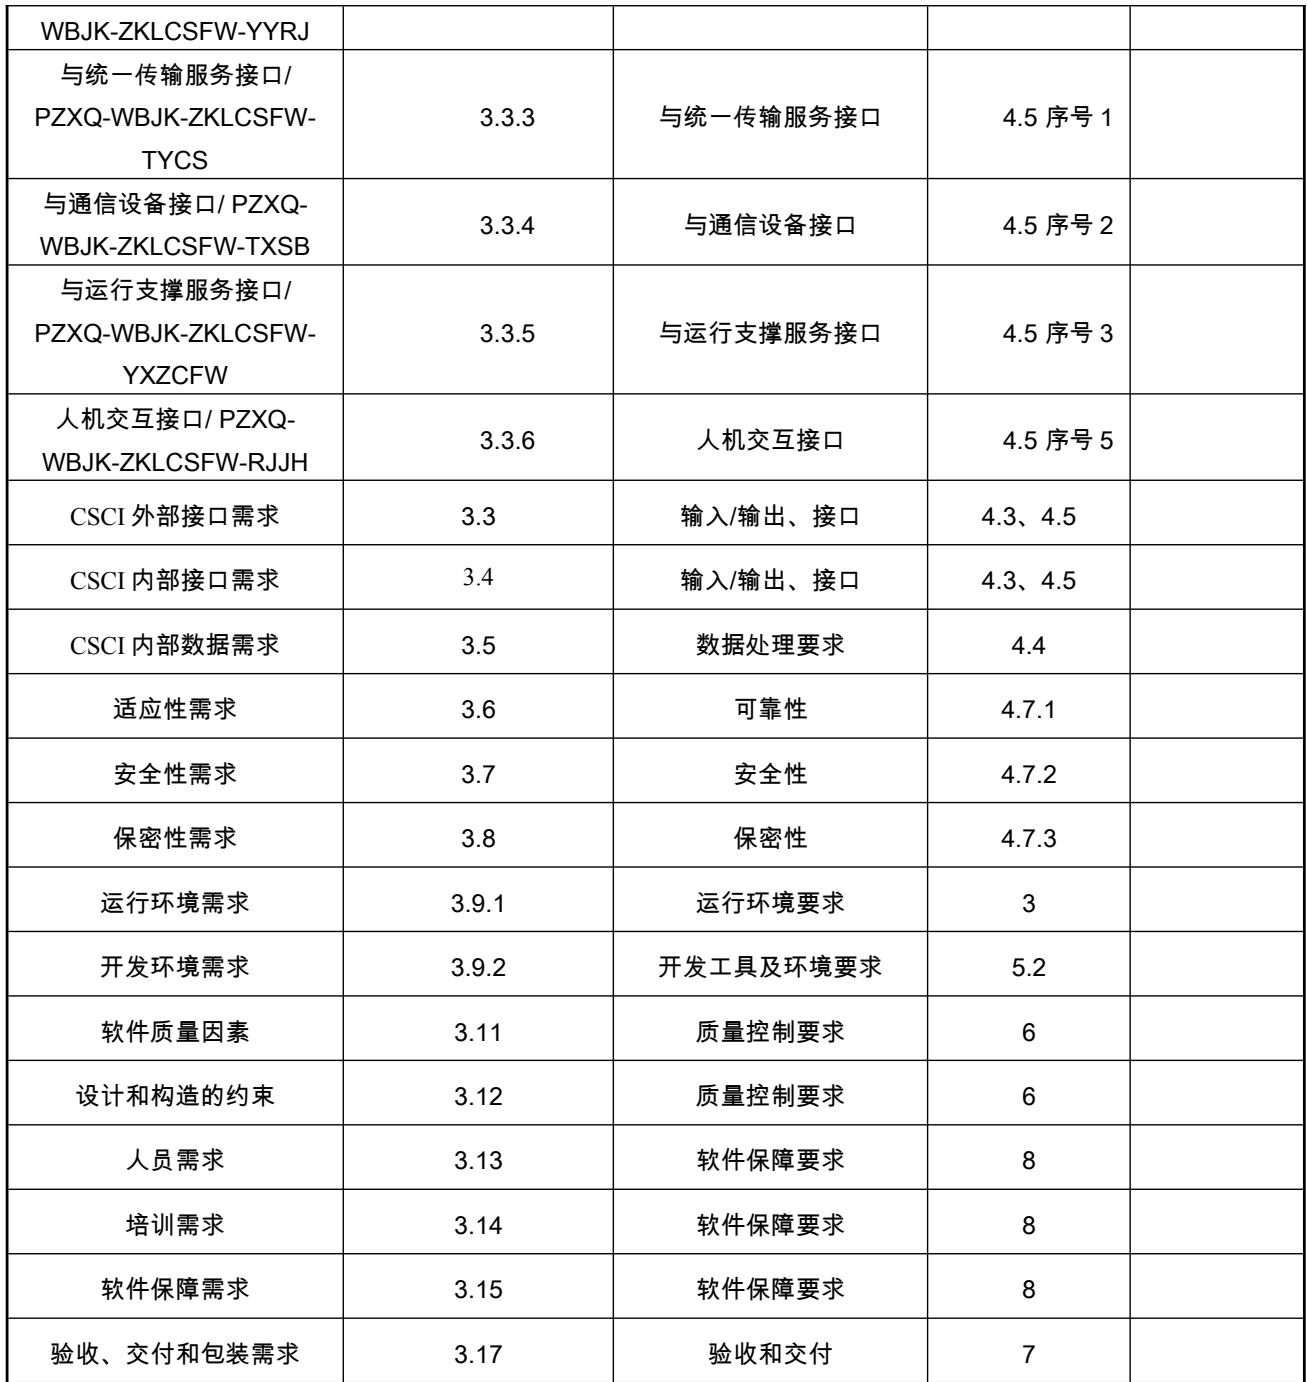 WBJK-ZKLCSFW-YYRJ
与统一传输服务接口/
PZXQ-WBJK-ZKLCSFW-
TYCS
3.3.3
与统一传输服务接口
4.5 序号 1
与通信设备接口/ PZXQ-
WBJK-ZKLCSFW-TXSB
3.3.4
与通信设备接口
4.5 序号 2
与运行支撑服务接口/
PZXQ-WBJK-ZKLCSFW-
YXZCFW
3.3.5
与运行支撑服务接口
4.5 序号 3
人机交互接口/ PZXQ-
WBJK-ZKLCSFW-RJJH
3.3.6
人机交互接口
4.5 序号 5
CSCI 外部接口需求
3.3
输入/输出、接口
4.3、4.5
CSCI 内部接口需求
3.4
输入/输出、接口
4.3、4.5
CSCI 内部数据需求
3.5
数据处理要求
4.4
适应性需求
3.6
可靠性
4.7.1
安全性需求
3.7
安全性
4.7.2
保密性需求
3.8
保密性
4.7.3
运行环境需求
3.9.1
运行环境要求
3
开发环境需求
3.9.2
开发工具及环境要求
5.2
软件质量因素
3.11
质量控制要求
6
设计和构造的约束
3.12
质量控制要求
6
人员需求
3.13
软件保障要求
8
培训需求
3.14
软件保障要求
8
软件保障需求
3.15
软件保障要求
8
验收、交付和包装需求
3.17
验收和交付
7